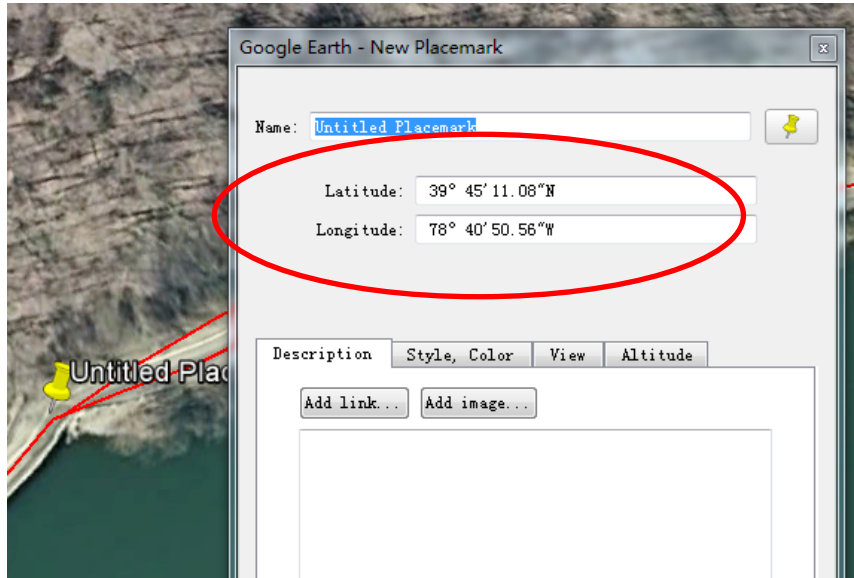 Google Earth - New Placemark
Name: Untitled Placemark
Latitude: 39° 45' 11.08"N
Longitude: 78° 40' 50.56"W
Description Style, Color View Altitude
Untitled Plac
Add link... Add image...